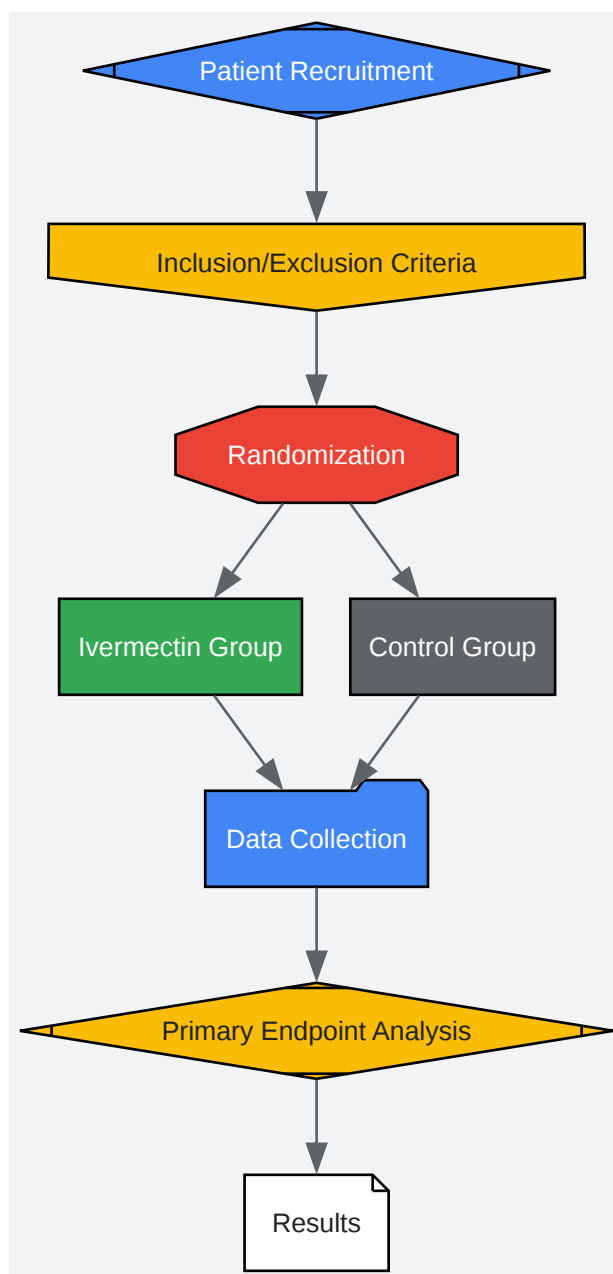 Patient Recruitment
Inclusion/Exclusion Criteria
Randomization
Ivermectin Group
Control Group
Data Collection
Primary Endpoint Analysis
Results